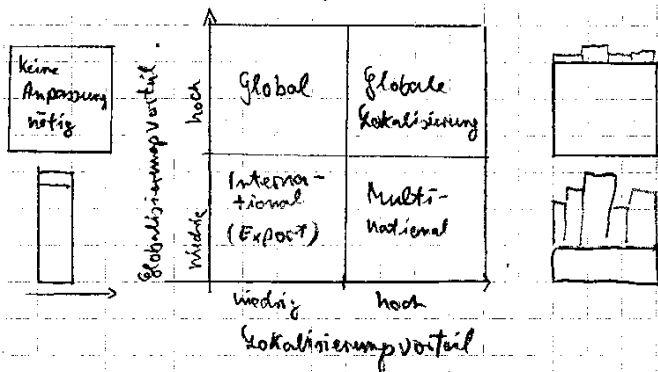 Keine
Anpassung
nötig
Globalisierungsvorteil
hoch
niedrig
Global
Globale
Lokalisierung
Interna-
tional
(Export)
Multi-
national
niedrig
hoch
Lokalisierungsvorteil